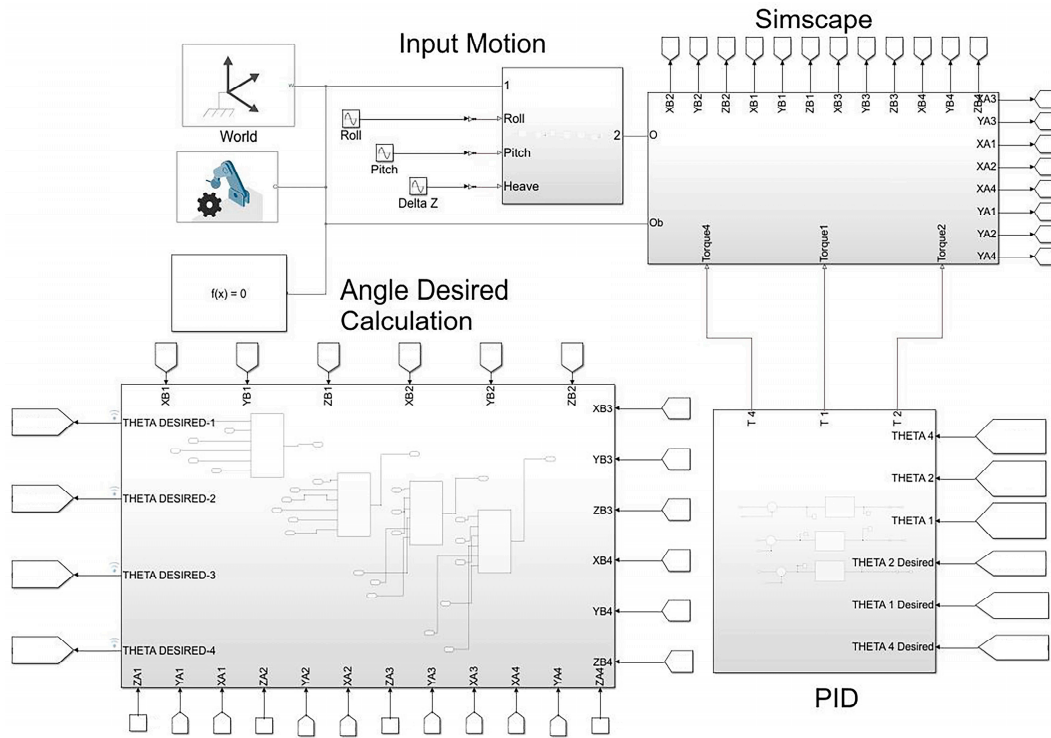 Simscape
Input Motion
XB2
YB2
ZB2
XB1
YB1
ZB1
XB3
YB3
ZB3
XB4
YB4
ZB4
XA3
YA3
XA1
XA2
XA4
YA1
YA2
YA4
O
Ob
Torque4
Torque1
Torque2
World
1
Roll
Pitch
Heave
2
Roll
Pitch
Delta Z
f(x) = 0
Angle Desired
Calculation
XB1
YB1
ZB1
XB2
YB2
ZB2
THETA DESIRED-1
THETA DESIRED-2
THETA DESIRED-3
THETA DESIRED-4
XB3
YB3
ZB3
XB4
YB4
ZB4
ZA1
YA1
XA1
ZA2
YA2
XA2
ZA3
YA3
XA3
XA4
YA4
ZA4
T 4
T 1
T 2
THETA 4
THETA 2
THETA 1
THETA 2 Desired
THETA 1 Desired
THETA 4 Desired
PID